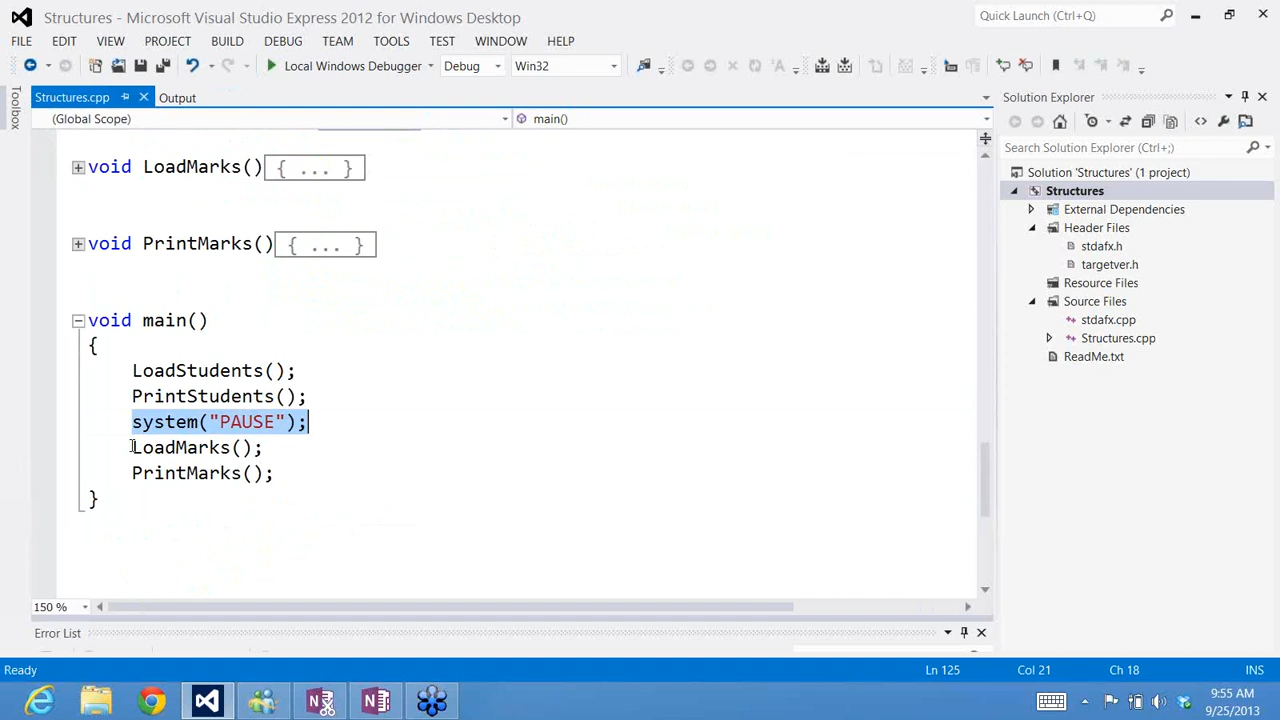 Structures - Microsoft Visual Studio Express 2012 for Windows Desktop
Quick Launch (Ctrl+Q)
FILE EDIT VIEW PROJECT BUILD DEBUG TEAM TOOLS TEST WINDOW HELP
Local Windows Debugger Debug Win32
Toolbox
Structures.cpp Output
(Global Scope) main()
void LoadMarks(){ ... }
void PrintMarks(){ ... }
void main()
{
LoadStudents();
PrintStudents();
system("PAUSE");
LoadMarks();
PrintMarks();
}
150 %
Error List
Solution Explorer
Search Solution Explorer (Ctrl+;)
Solution 'Structures' (1 project)
Structures
External Dependencies
Header Files
stdafx.h
targetver.h
Resource Files
Source Files
stdafx.cpp
Structures.cpp
ReadMe.txt
Ready Ln 125 Col 21 Ch 18 INS
9:55 AM
9/25/2013